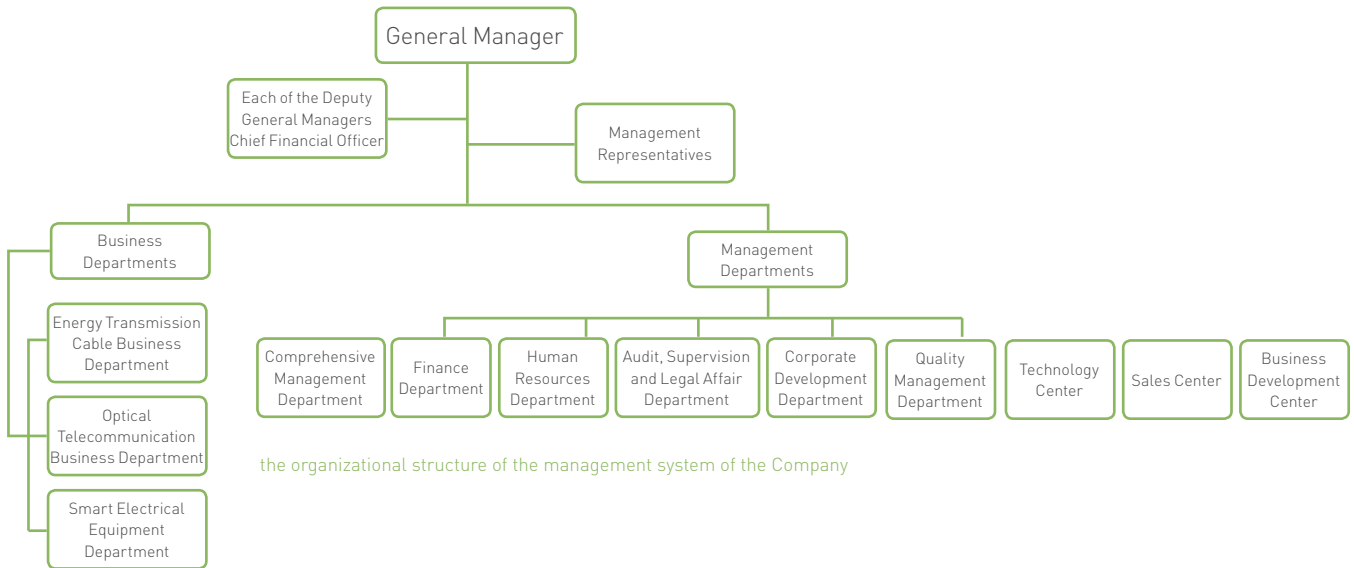 General Manager
Each of the Deputy
General Managers
Chief Financial Officer
Management
Representatives
Business
Departments
Management
Departments
Energy Transmission
Cable Business
Department
Optical
Telecommunication
Business Department
Smart Electrical
Equipment
Department
Comprehensive
Management
Department
Finance
Department
Human
Resources
Department
Audit, Supervision
and Legal Affair
Department
Corporate
Development
Department
Quality
Management
Department
Technology
Center
Sales Center
Business
Development
Center
the organizational structure of the management system of the Company